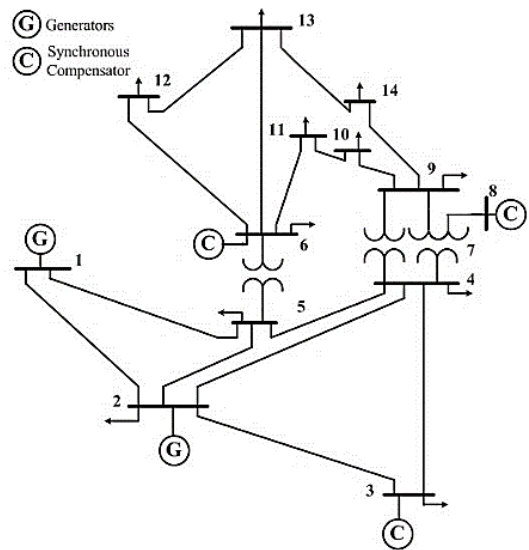 G Generators
C Synchronous
Compensator
13
12
14
11
10
9
8
C
C
6
7
G
1
4
5
2
G
3
C